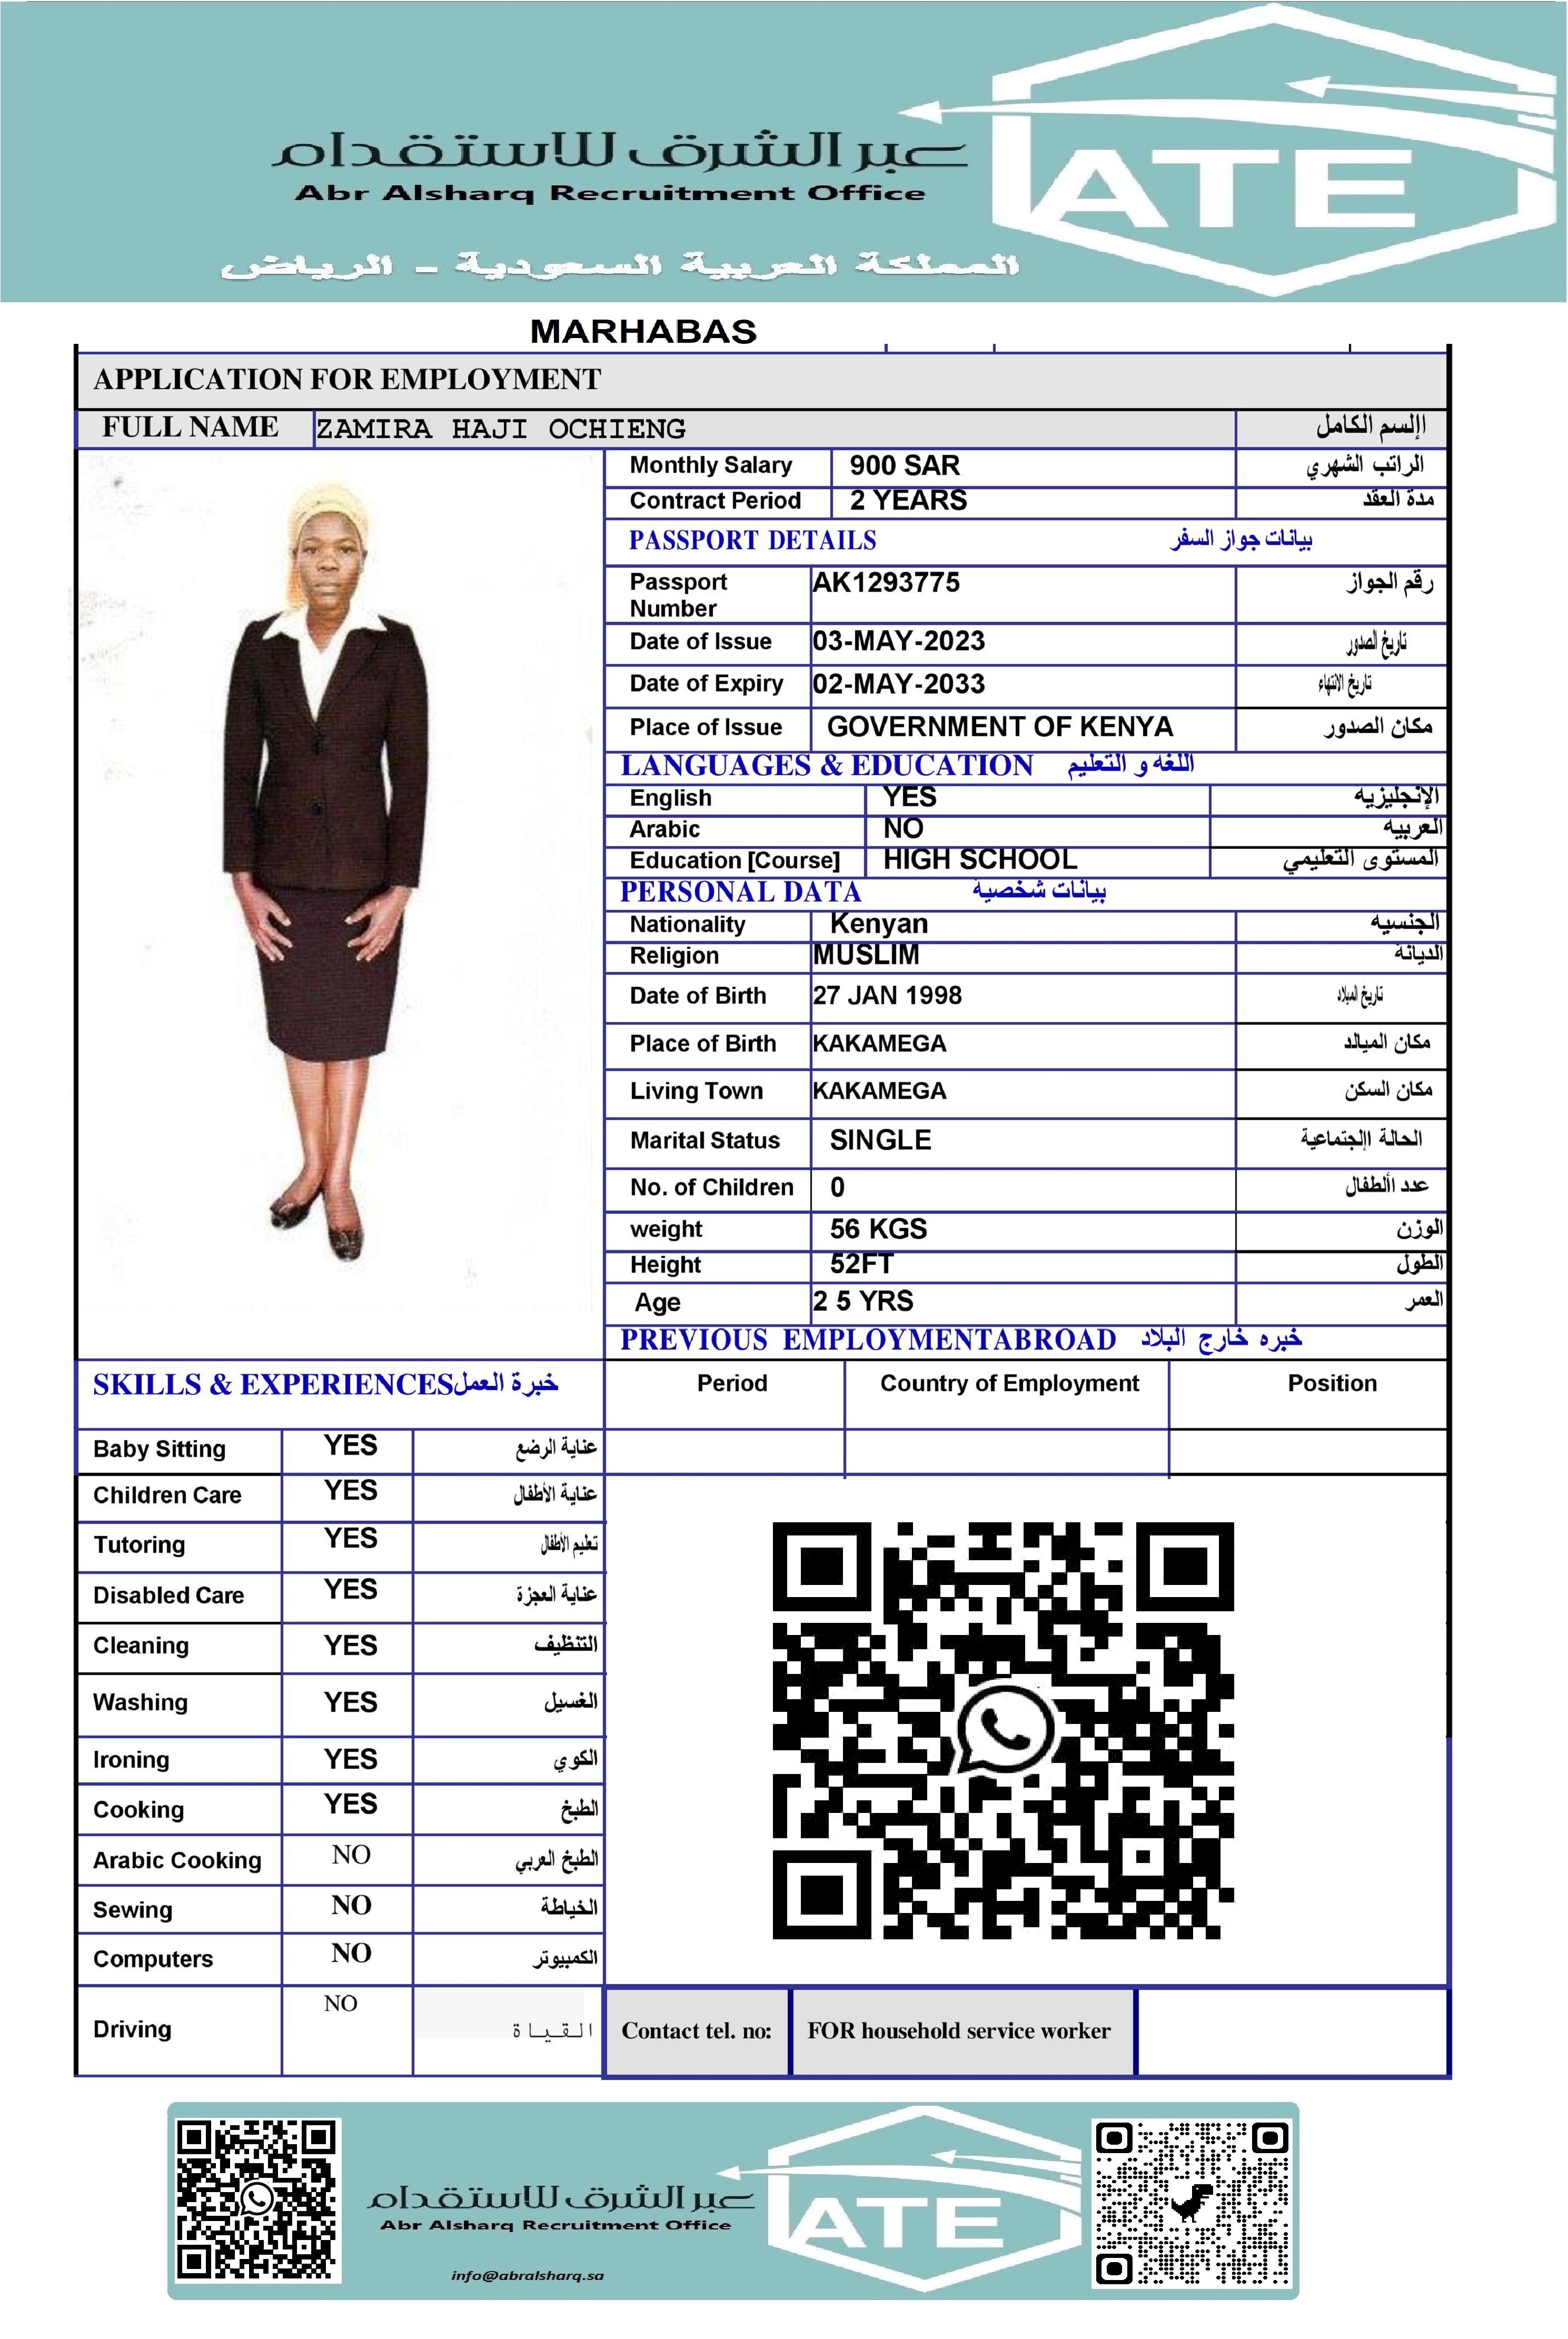 عبر الشرق للاستقدام
Abr Alsharq Recruitment Office
ATE
المملكة العربية السعودية - الرياض
MARHABAS
APPLICATION FOR EMPLOYMENT
FULL NAME ZAMIRA HAJI OCHIENG اإلسم الكامل
Monthly Salary 900 SAR الراتب الشهري
Contract Period 2 YEARS مدة العقد
PASSPORT DETAILS بيانات جواز السفر
Passport Number AK1293775 رقم الجواز
Date of Issue 03-MAY-2023 تاريخ الصدور
Date of Expiry 02-MAY-2033 تاريخ الانتهاء
Place of Issue GOVERNMENT OF KENYA مكان الصدور
LANGUAGES & EDUCATION اللغه و التعليم
English YES الإنجليزيه
Arabic NO العربيه
Education [Course] HIGH SCHOOL المستوى التعليمي
PERSONAL DATA بيانات شخصية
Nationality Kenyan الجنسيه
Religion MUSLIM الديانة
Date of Birth 27 JAN 1998 تاريخ الميلاد
Place of Birth KAKAMEGA مكان الميالد
Living Town KAKAMEGA مكان السكن
Marital Status SINGLE الحالة اإلجتماعية
No. of Children 0 عدد األطفال
weight 56 KGS الوزن
Height 52FT الطول
Age 2 5 YRS العمر
PREVIOUS EMPLOYMENTABROAD خبره خارج البلاد
Period Country of Employment Position
SKILLS & EXPERIENCES خبرة العمل
Baby Sitting YES عناية الرضع
Children Care YES عناية الأطفال
Tutoring YES تعليم الأطفال
Disabled Care YES عناية العجزة
Cleaning YES التنظيف
Washing YES الغسيل
Ironing YES الكوي
Cooking YES الطبخ
Arabic Cooking NO الطبخ العربي
Sewing NO الخياطة
Computers NO الكمبيوتر
Driving NO القياة
Contact tel. no: FOR household service worker
عبر الشرق للاستقدام
Abr Alsharq Recruitment Office
ATE
info@abralsharq.sa